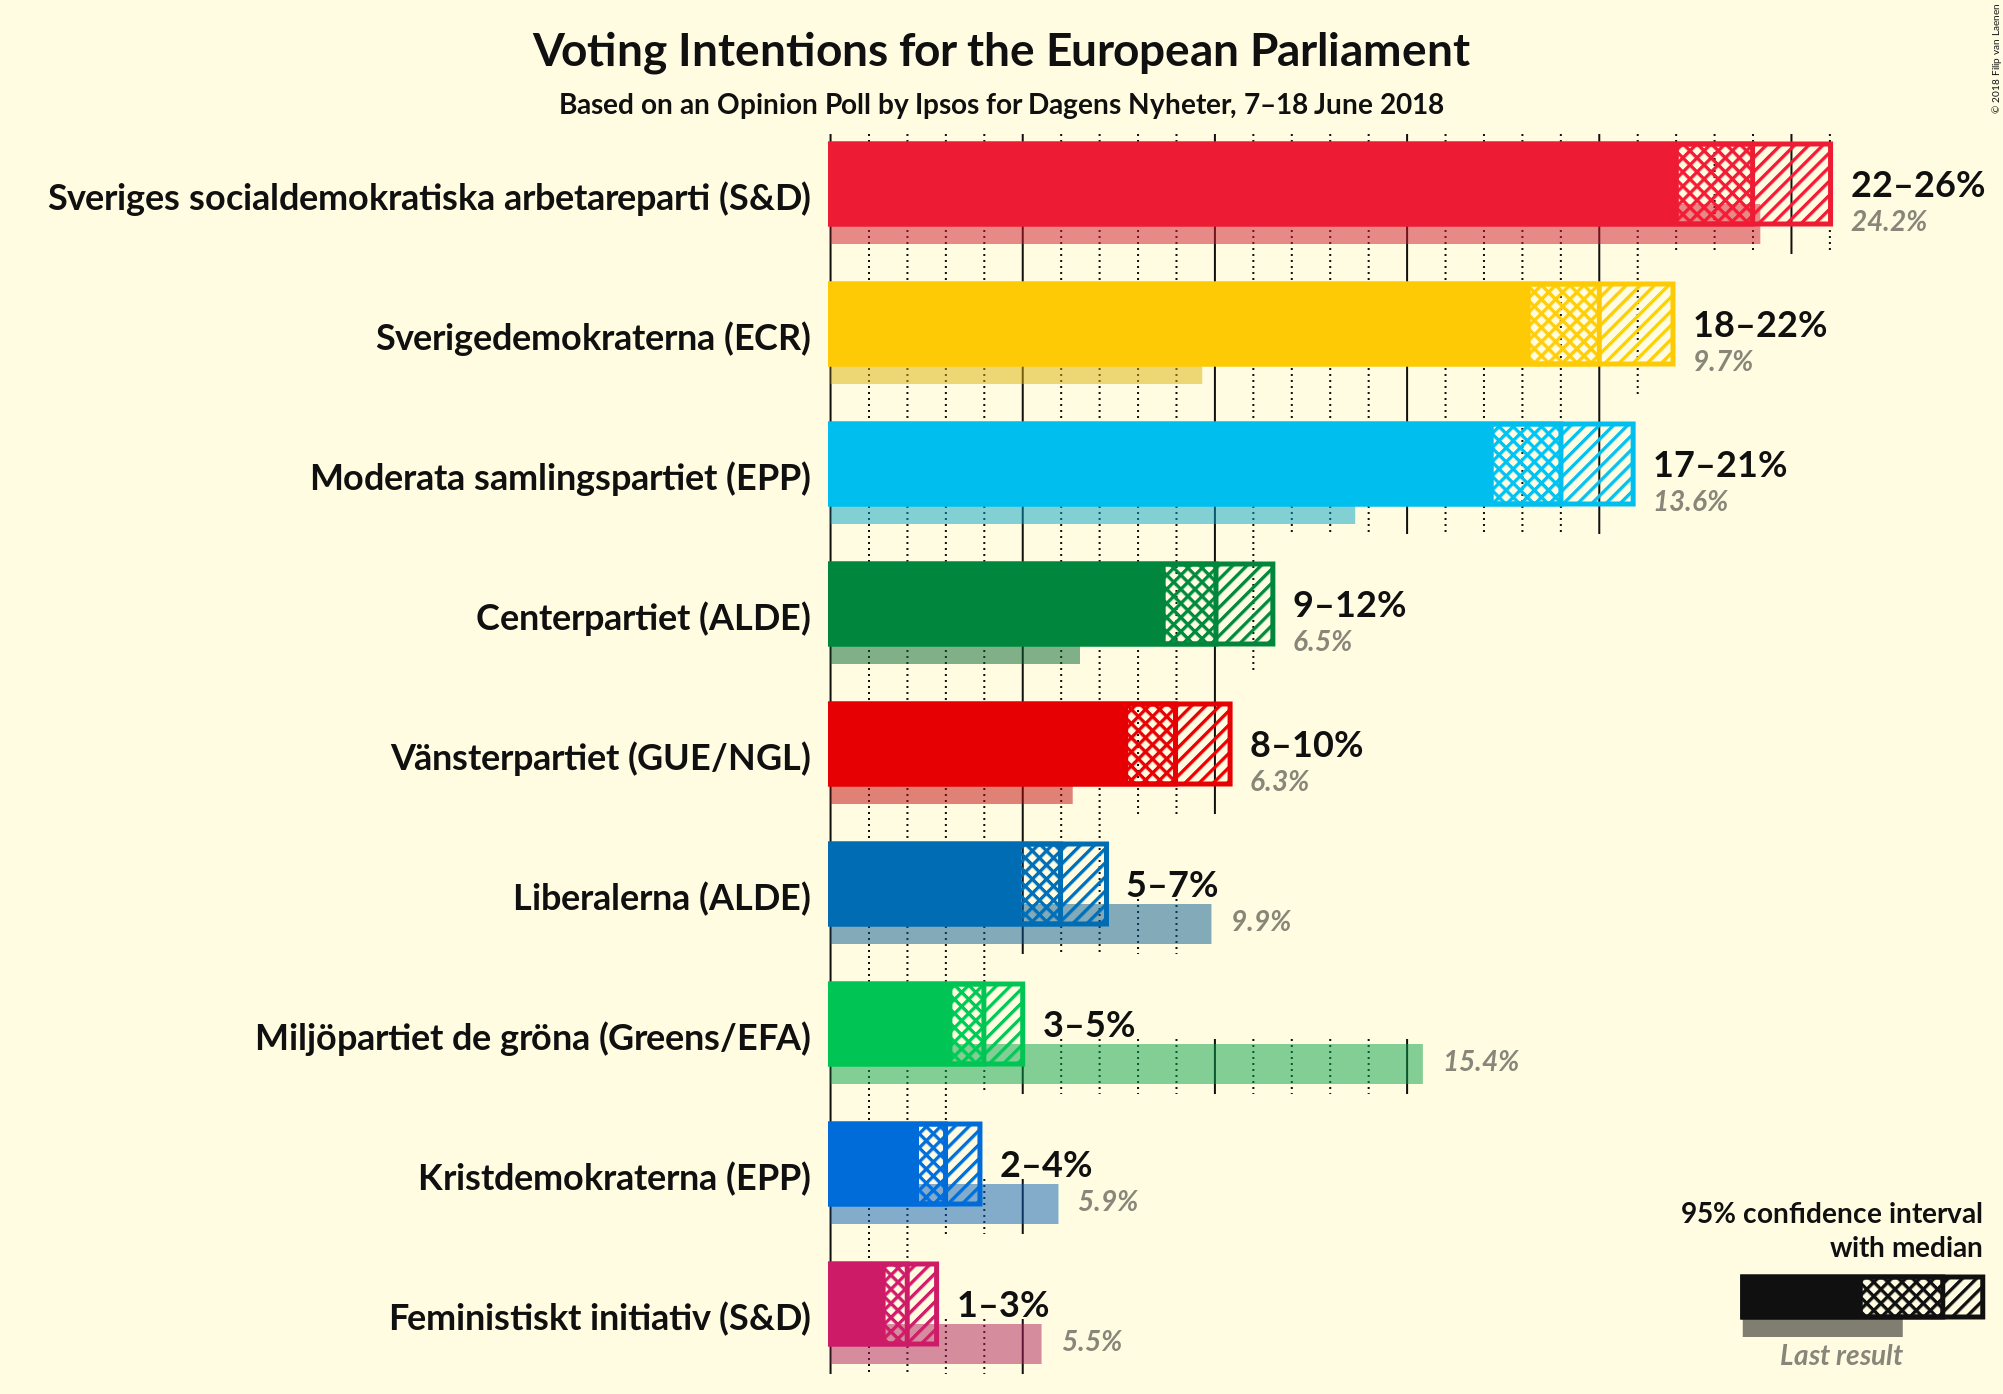 Voting Intentions for the European Parliament
Based on an Opinion Poll by Ipsos for Dagens Nyheter, 7–18 June 2018
© 2018 Filip van Laenen
Sveriges socialdemokratiska arbetareparti (S&D)
22–26%
24.2%
Sverigedemokraterna (ECR)
18–22%
9.7%
Moderata samlingspartiet (EPP)
17–21%
13.6%
Centerpartiet (ALDE)
9–12%
6.5%
Vänsterpartiet (GUE/NGL)
8–10%
6.3%
Liberalerna (ALDE)
5–7%
9.9%
Miljöpartiet de gröna (Greens/EFA)
3–5%
15.4%
Kristdemokraterna (EPP)
2–4%
5.9%
Feministiskt initiativ (S&D)
1–3%
5.5%
95% confidence interval
with median
Last result